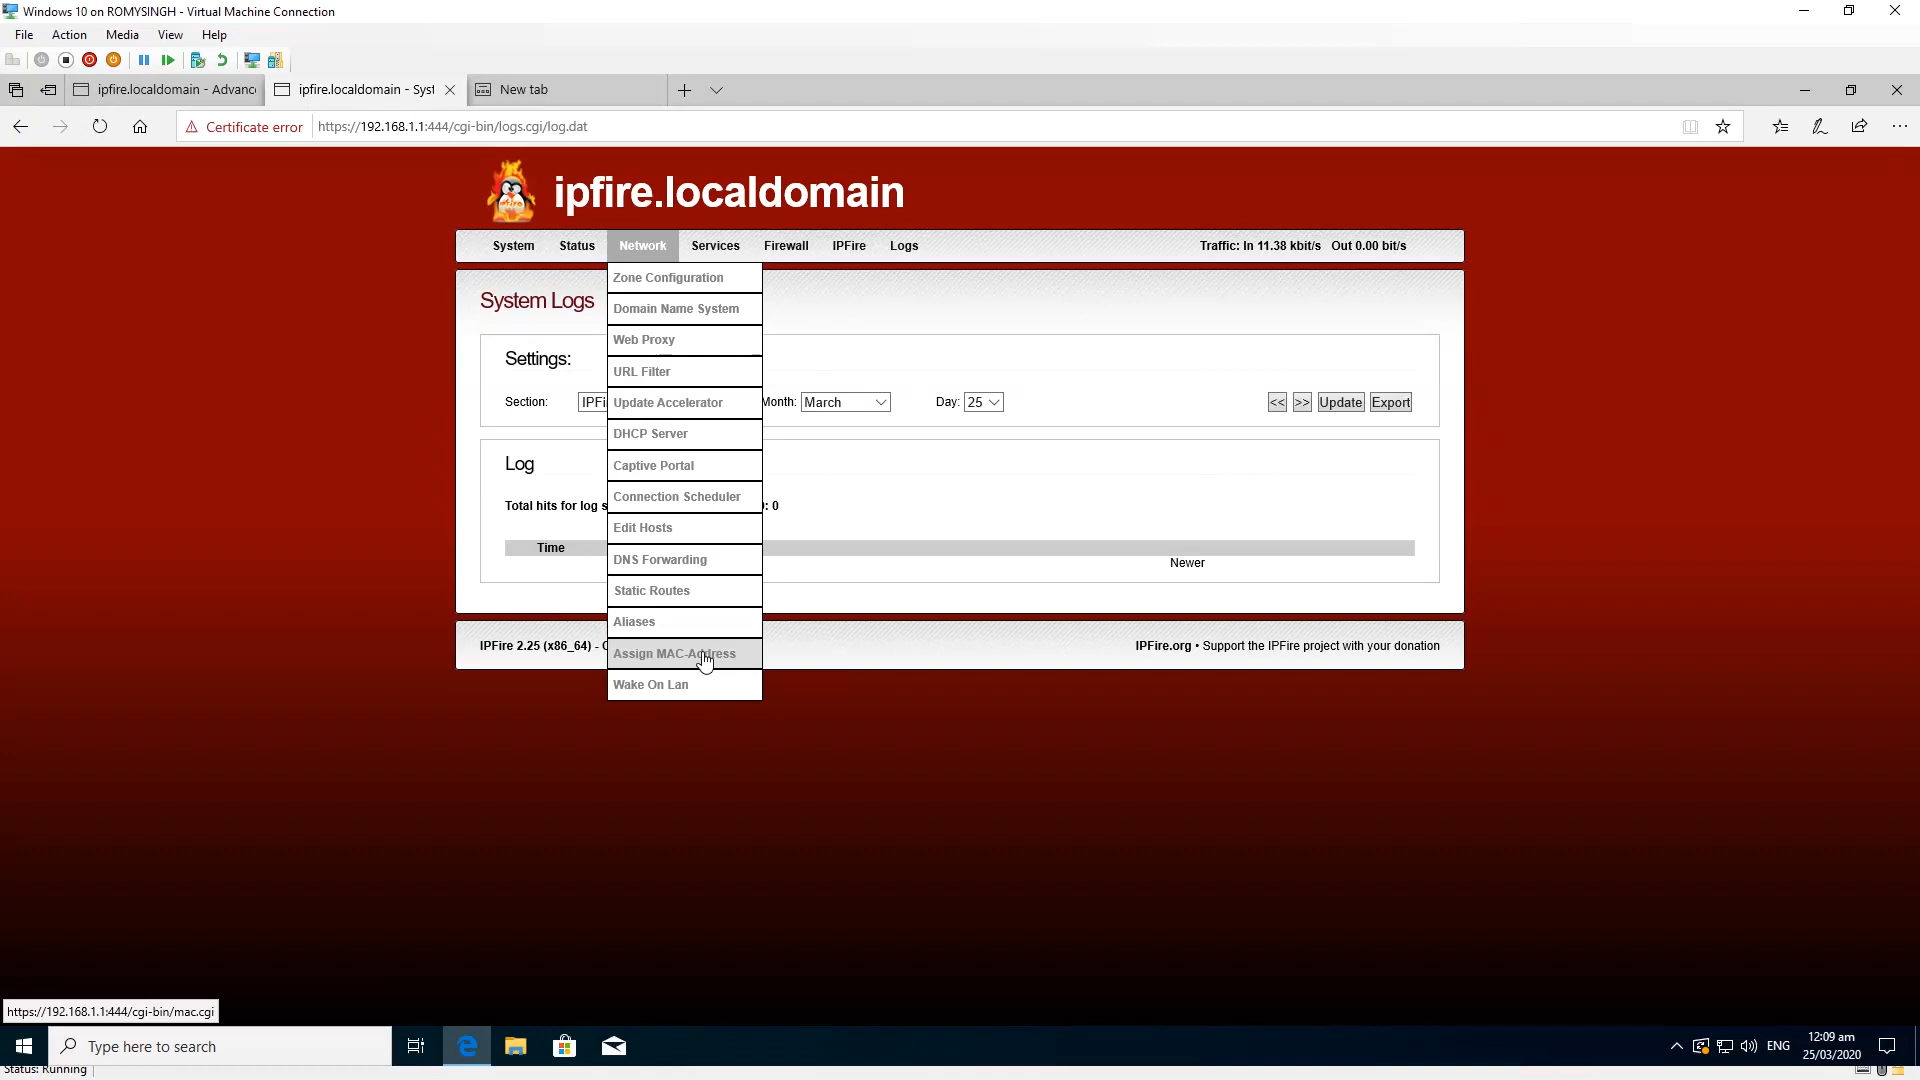 Windows 10 on ROMYSINGH - Virtual Machine Connection
File Action Media View Help
ipfire.localdomain - Advanc
ipfire.localdomain - Syst
New tab
Certificate error
https://192.168.1.1:444/cgi-bin/logs.cgi/log.dat
ipfire.localdomain
System Status Network Services Firewall IPFire Logs
Traffic: In 11.38 kbit/s Out 0.00 bit/s
Zone Configuration
Domain Name System
Web Proxy
URL Filter
Update Accelerator
DHCP Server
Captive Portal
Connection Scheduler
Edit Hosts
DNS Forwarding
Static Routes
Aliases
Assign MAC-Address
Wake On Lan
System Logs
Settings:
Section: IPFi
Month: March
Day: 25
<< >> Update Export
Log
Total hits for log s
: 0
Time
Newer
IPFire 2.25 (x86_64) -
IPFire.org • Support the IPFire project with your donation
https://192.168.1.1:444/cgi-bin/mac.cgi
Type here to search
ENG
12:09 am
25/03/2020
Status: Running